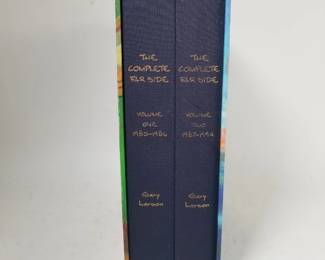 THE
COMPLETE
FAR SIDE
VOLUME
ONE
1980-1986
Gary
Larson
THE
COMPLETE
FAR SIDE
VOLUME
TWO
1987-1994
Gary
Larson